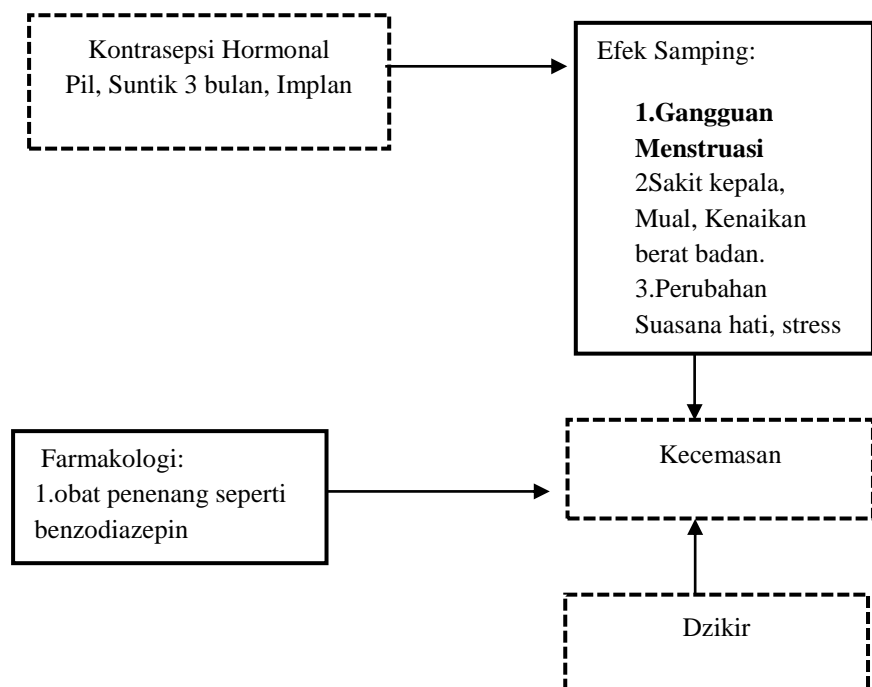 Kontrasepsi Hormonal
Pil, Suntik 3 bulan, Implan
Efek Samping:
1.Gangguan
Menstruasi
2Sakit kepala,
Mual, Kenaikan
berat badan.
3.Perubahan
Suasana hati, stress
Farmakologi:
1.obat penenang seperti
benzodiazepin
Kecemasan
Dzikir